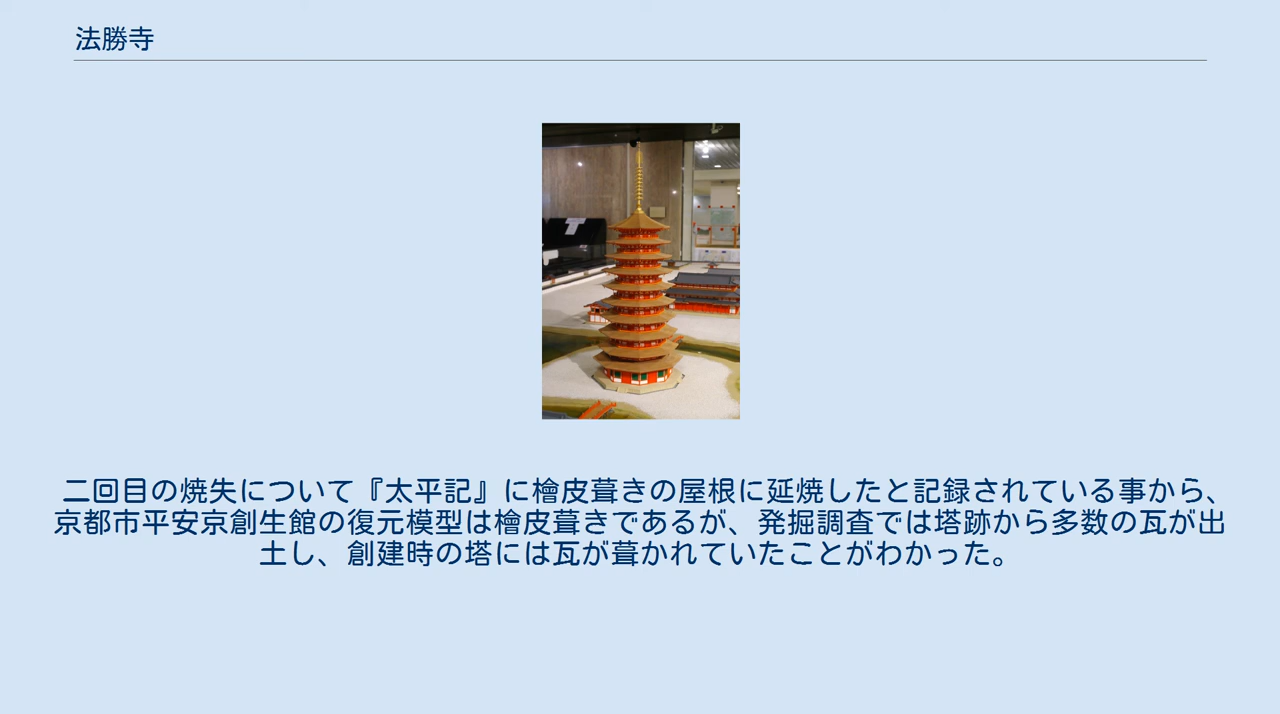 法勝寺
二回目の焼失について『太平記』に檜皮葺きの屋根に延焼したと記録されている事から、
京都市平安京創生館の復元模型は檜皮葺きであるが、発掘調査では塔跡から多数の瓦が出
土し、創建時の塔には瓦が葺かれていたことがわかった。